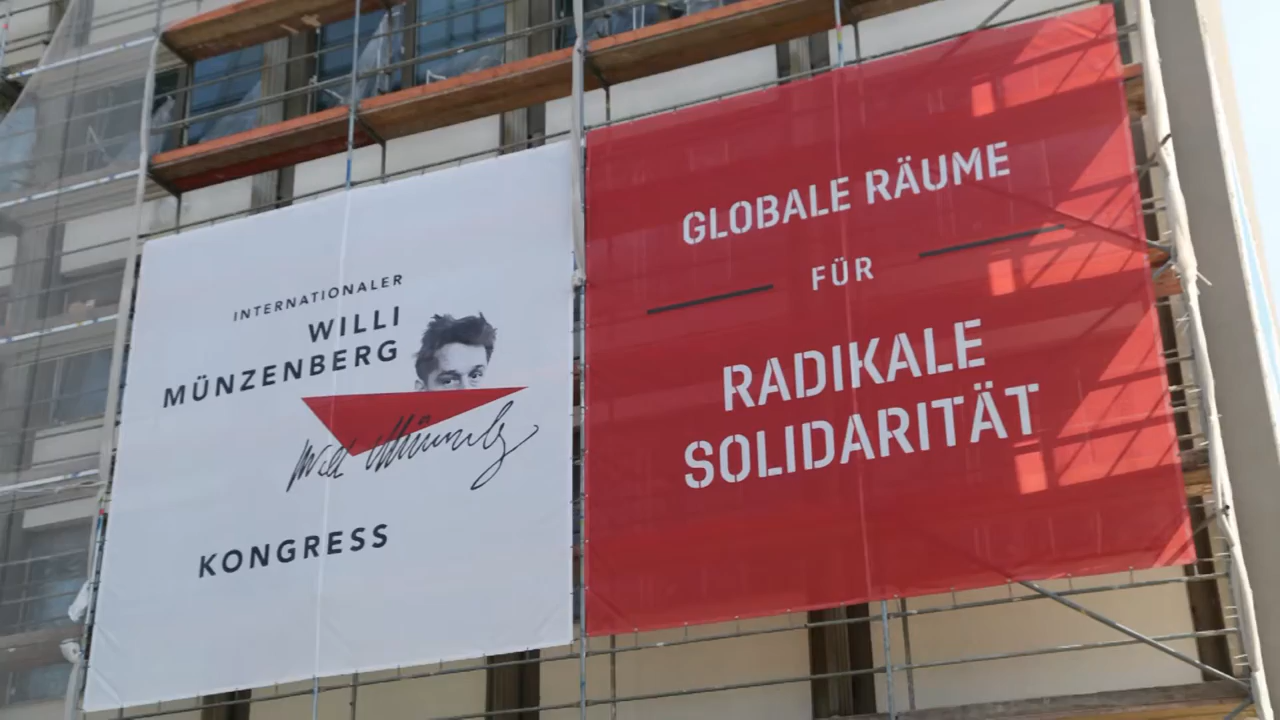 INTERNATIONALER
WILLI
MÜNZENBERG
KONGRESS
GLOBALE RÄUME
FÜR
RADIKALE
SOLIDARITÄT